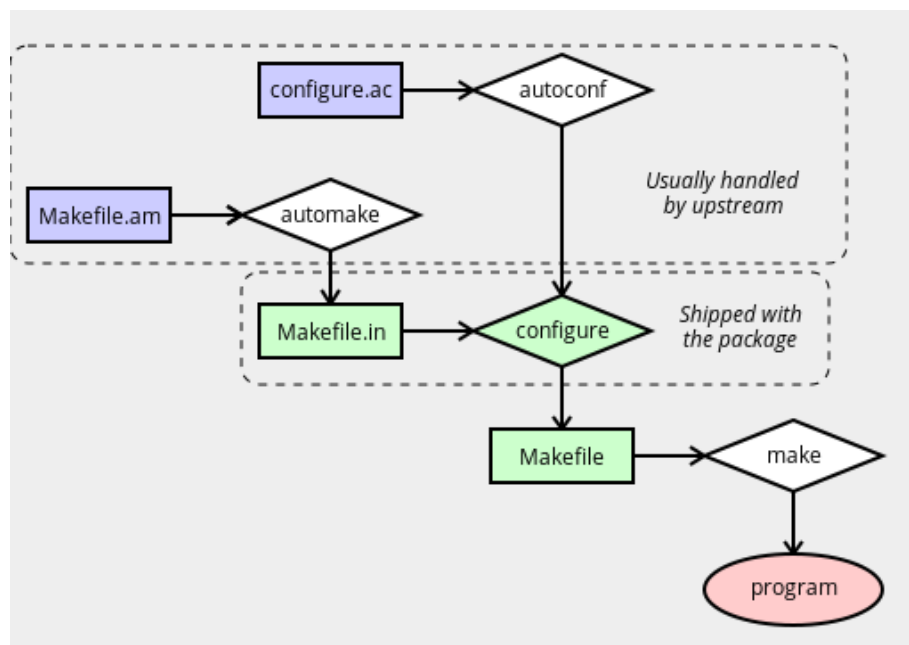 configure.ac
autoconf
Usually handled
by upstream
Makefile.am
automake
Makefile.in
configure
Shipped with
the package
Makefile
make
program